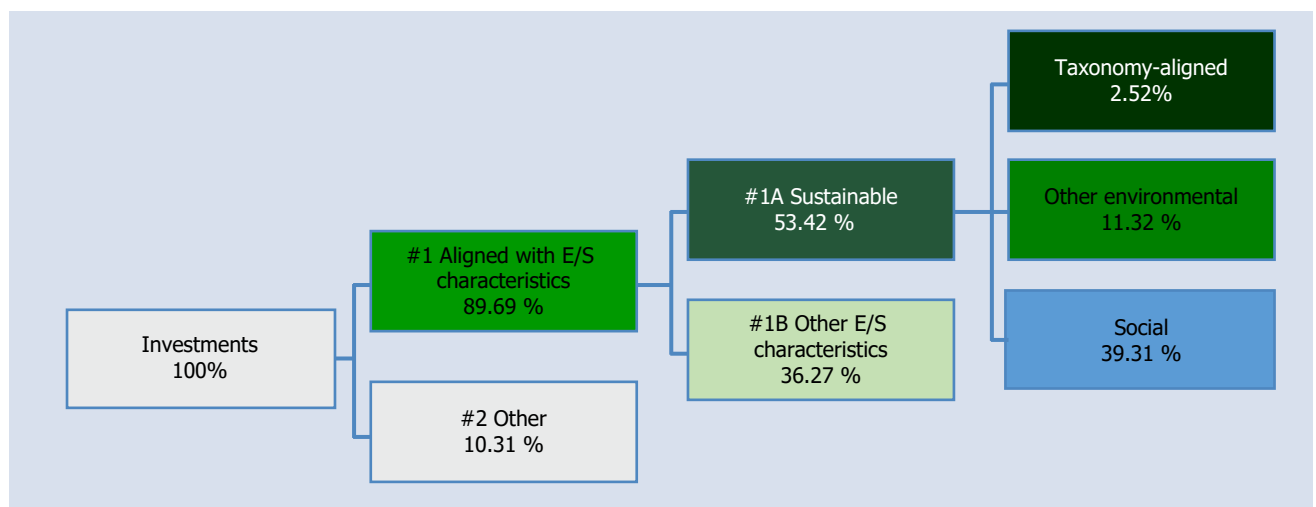 Investments
100%
#1 Aligned with E/S
characteristics
89.69 %
#2 Other
10.31 %
#1A Sustainable
53.42 %
#1B Other E/S
characteristics
36.27 %
Taxonomy-aligned
2.52%
Other environmental
11.32 %
Social
39.31 %